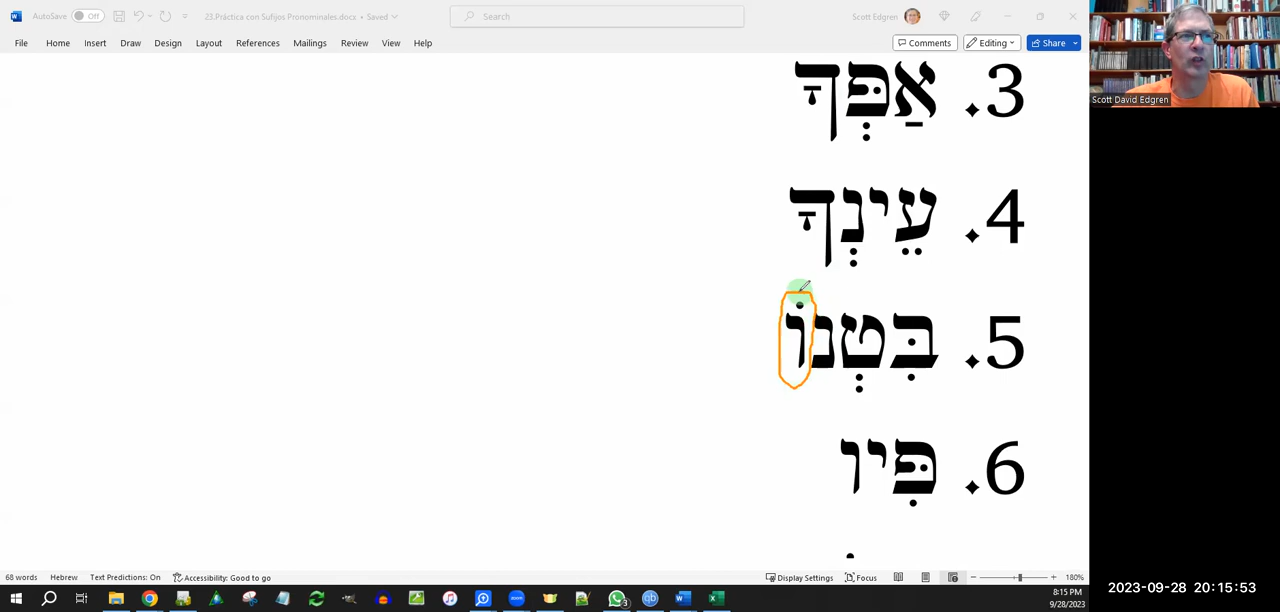 AutoSave Off 23.Práctica con Sufijos Pronominales.docx • Saved Search Scott Edgren
File Home Insert Draw Design Layout References Mailings Review View Help Comments Editing Share
Scott David Edgren
3. אַפְּךָ
4. עֵינְךָ
5. בִּטְנוֹ
6. פִּיו
68 words Hebrew Text Predictions: On Accessibility: Good to go Display Settings Focus 180%
2023-09-28 20:15:53
3
8:15 PM
9/28/2023